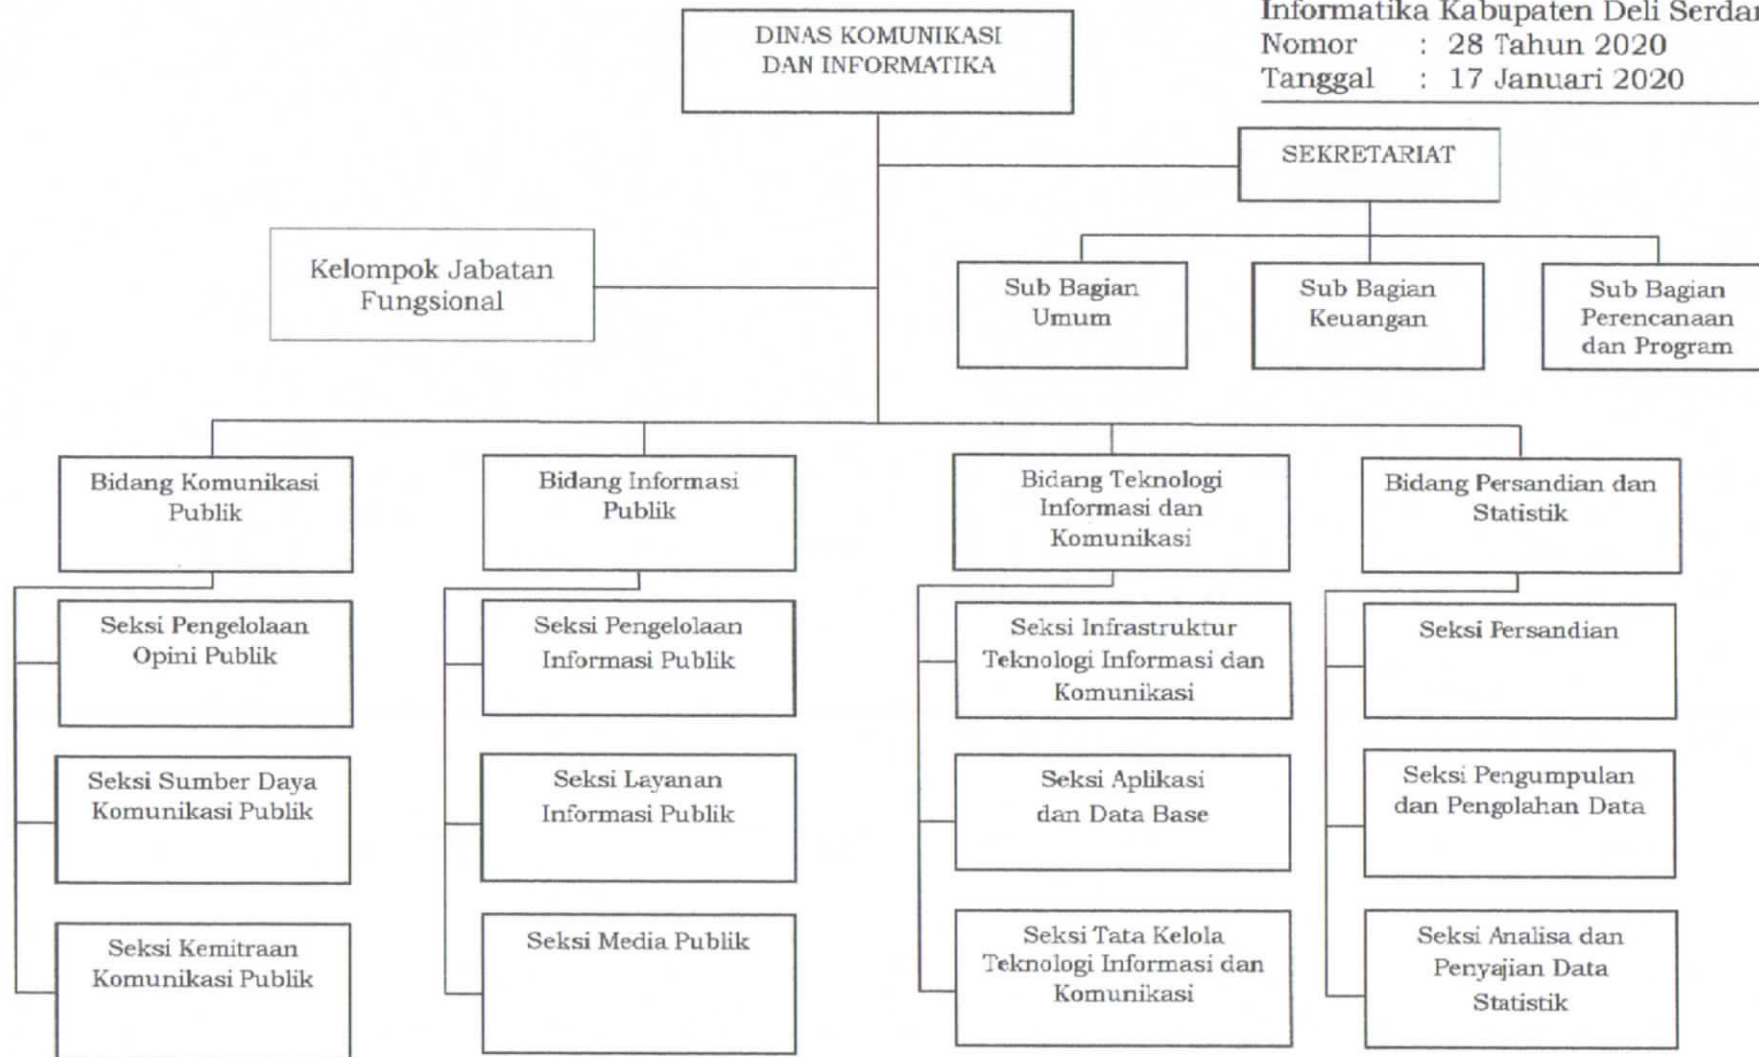 Informatika Kabupaten Deli
Nomor : 28 Tahun 2020
Tanggal : 17 Januari 2020
DINAS KOMUNIKASI
DAN INFORMATIKA
SEKRETARIAT
Kelompok Jabatan
Fungsional
Sub Bagian
Umum
Sub Bagian
Keuangan
Sub Bagian
Perencanaan
dan Program
Bidang Komunikasi
Publik
Bidang Informasi
Publik
Bidang Teknologi
Informasi dan
Komunikasi
Bidang Persandian dan
Statistik
Seksi Pengelolaan
Opini Publik
Seksi Pengelolaan
Informasi Publik
Seksi Infrastruktur
Teknologi Informasi dan
Komunikasi
Seksi Persandian
Seksi Sumber Daya
Komunikasi Publik
Seksi Layanan
Informasi Publik
Seksi Aplikasi
dan Data Base
Seksi Pengumpulan
dan Pengolahan Data
Seksi Kemitraan
Komunikasi Publik
Seksi Media Publik
Seksi Tata Kelola
Teknologi Informasi dan
Komunikasi
Seksi Analisa dan
Penyajian Data
Statistik